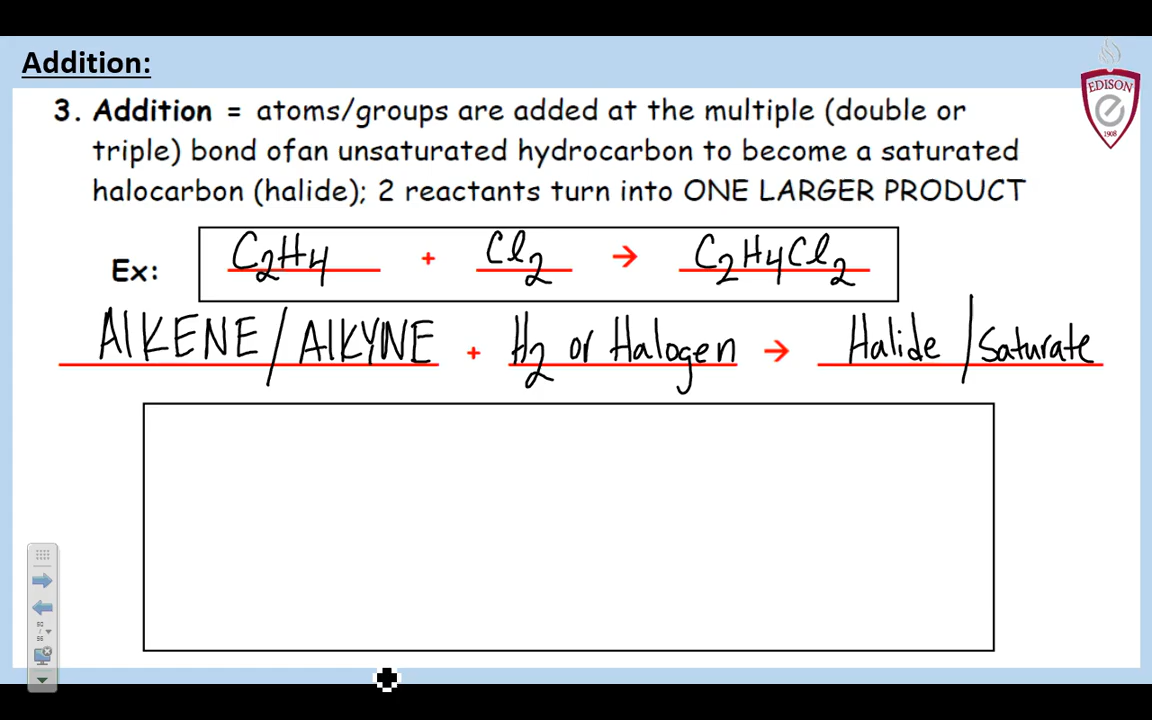 Addition:
EDISON
e
1908
3. Addition = atoms/groups are added at the multiple (double or
triple) bond ofan unsaturated hydrocarbon to become a saturated
halocarbon (halide); 2 reactants turn into ONE LARGER PRODUCT
Ex: C₂H₄ + Cl₂ → C₂H₄Cl₂
AlKENE/AlKYNE + H₂ or Halogen → Halide/Saturate